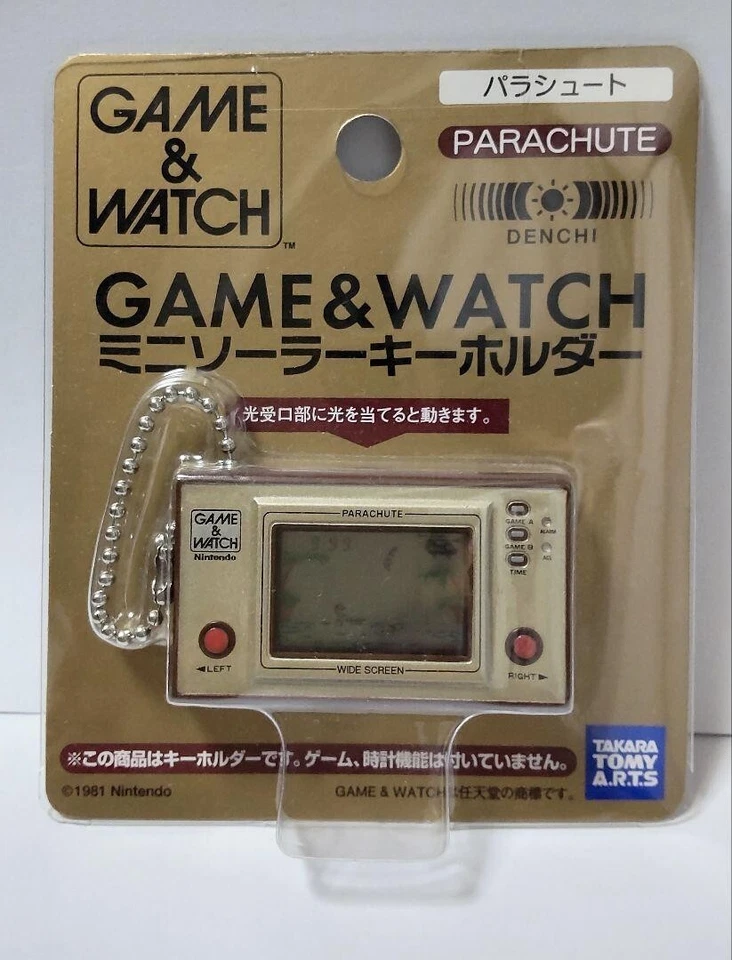 GAME
&
WATCH
™
パラシュート
PARACHUTE
DENCHI
GAME&WATCH
ミニソーラーキーホルダー
光受口部に光を当てると動きます。
PARACHUTE
GAME
&
WATCH
Nintendo
GAME A
ALARM
GAME B
ACL
TIME
◄LEFT
WIDE SCREEN
RIGHT►
※この商品はキーホルダーです。ゲーム、時計機能は付いていません。
©1981 Nintendo
GAME & WATCHは任天堂の商標です。
TAKARA
TOMY
A.R.T.S